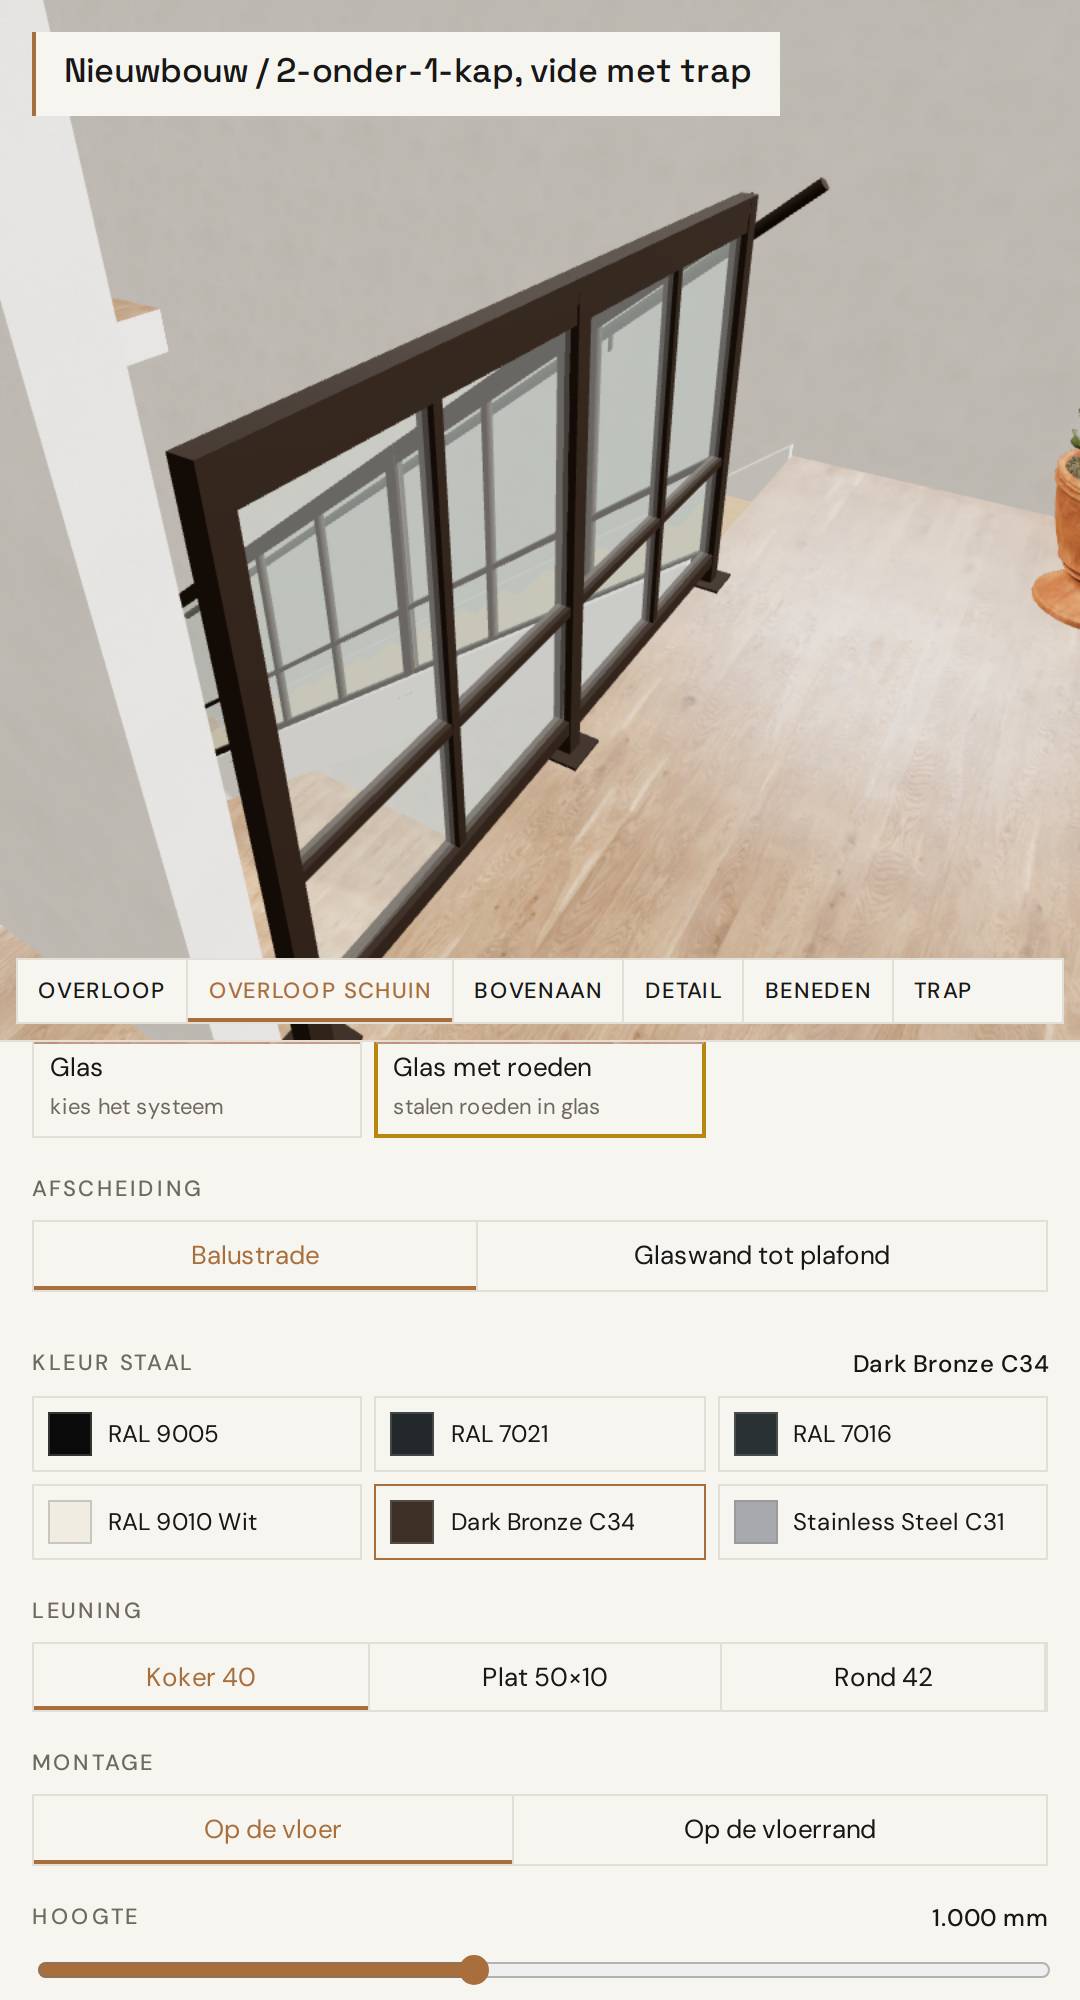 Nieuwbouw / 2-onder-1-kap, vide met trap
OVERLOOP
OVERLOOP SCHUIN
BOVENAAN
DETAIL
BENEDEN
TRAP
Glas
kies het systeem
Glas met roeden
stalen roeden in glas
AFSCHEIDING
Balustrade
Glaswand tot plafond
KLEUR STAAL
Dark Bronze C34
RAL 9005
RAL 7021
RAL 7016
RAL 9010 Wit
Dark Bronze C34
Stainless Steel C31
LEUNING
Koker 40
Plat 50×10
Rond 42
MONTAGE
Op de vloer
Op de vloerrand
HOOGTE
1.000 mm